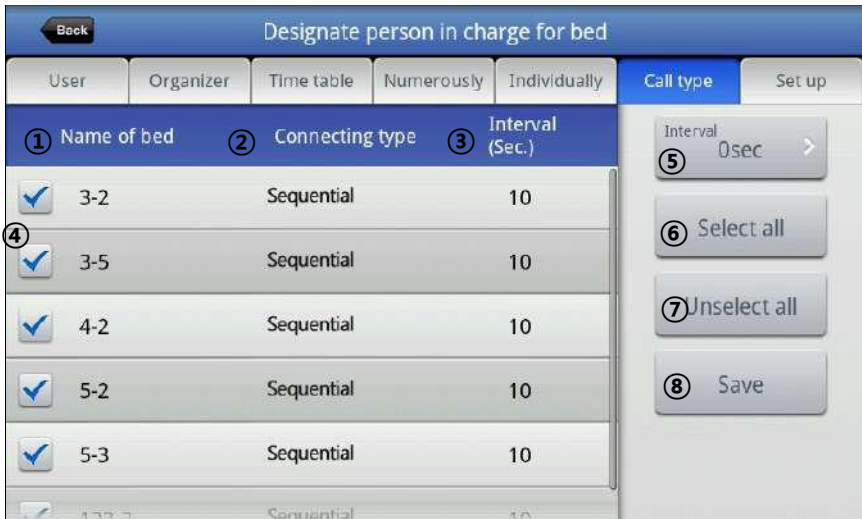 Back
Designate person in charge for bed
User Organizer Time table Numerously Individually Call type Set up
① Name of bed ② Connecting type ③ Interval (Sec.)
④
3-2 Sequential 10
3-5 Sequential 10
4-2 Sequential 10
5-2 Sequential 10
5-3 Sequential 10
Sequential 10
Interval
⑤ 0sec
⑥ Select all
⑦ Unselect all
⑧ Save